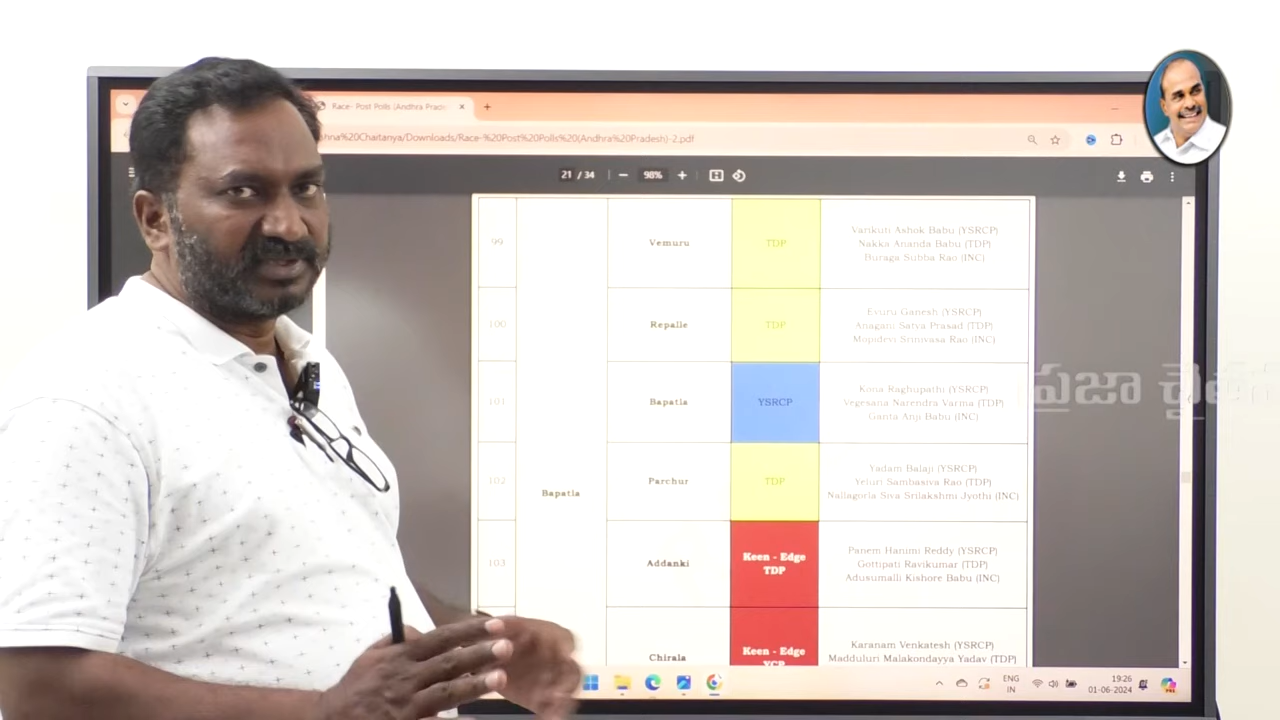 Race- Post Polls (Andhra Prade
shna%20Chaitanya/Downloads/Race-%20Post%20Polls%20(Andhra%20Pradesh)-2.pdf
21 / 34
98%
99
Vemuru
TDP
Varikuti Ashok Babu (YSRCP)
Nakka Ananda Babu (TDP)
Buraga Subba Rao (INC)
100
Repalle
TDP
Evuru Ganesh (YSRCP)
Anagani Satya Prasad (TDP)
Mopidevi Srinivasa Rao (INC)
101
Bapatla
YSRCP
Kona Raghupathi (YSRCP)
Vegesana Narendra Varma (TDP)
Ganta Anji Babu (INC)
ప్రజా
102
Bapatla
Parchur
TDP
Yadam Balaji (YSRCP)
Yeluri Sambasiva Rao (TDP)
Nallagorla Siva Srilakshmi Jyothi (INC)
103
Addanki
Keen - Edge
TDP
Panem Hanimi Reddy (YSRCP)
Gottipati Ravikumar (TDP)
Adusumalli Kishore Babu (INC)
Chirala
Keen - Edge
YCP
Karanam Venkatesh (YSRCP)
Madduluri Malakondayya Yadav (TDP)
ENG
IN
19:26
01-06-2024